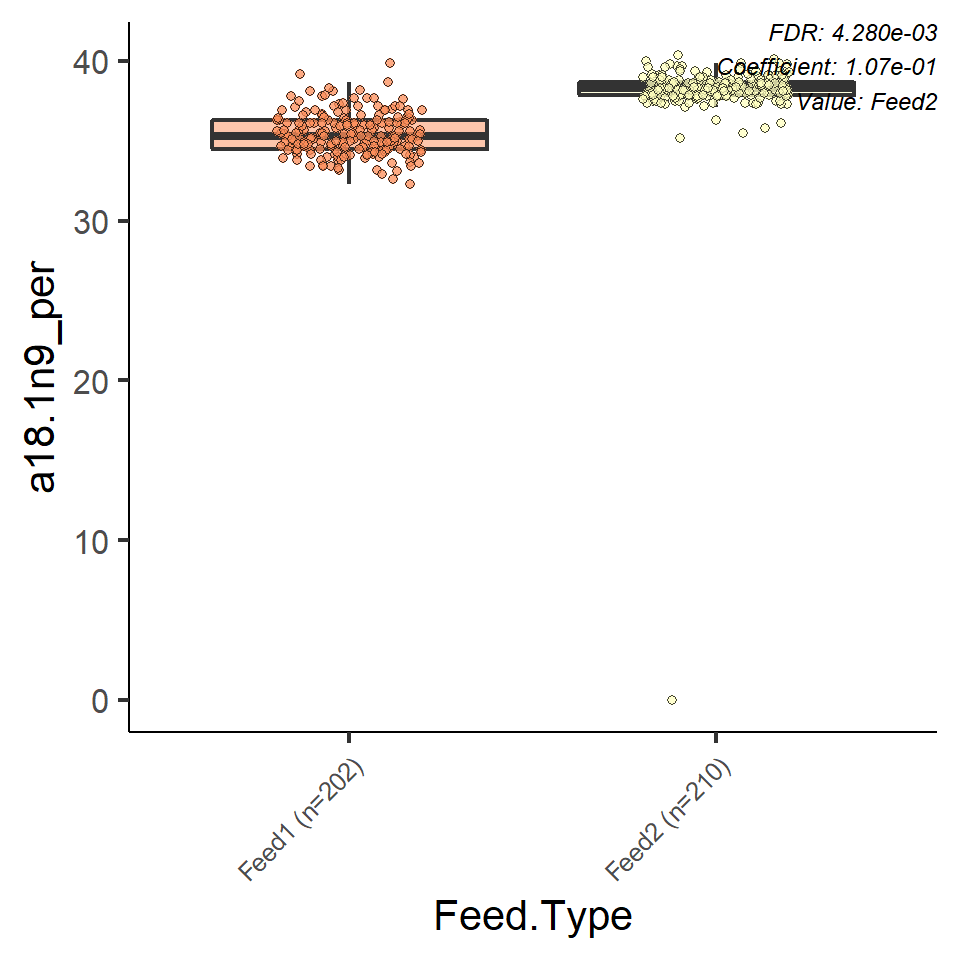 FDR: 4.280e-03
Coefficient: 1.07e-01
Value: Feed2
40
30
20
10
0
a18.1n9_per
Feed1 (n=202)
Feed2 (n=210)
Feed.Type